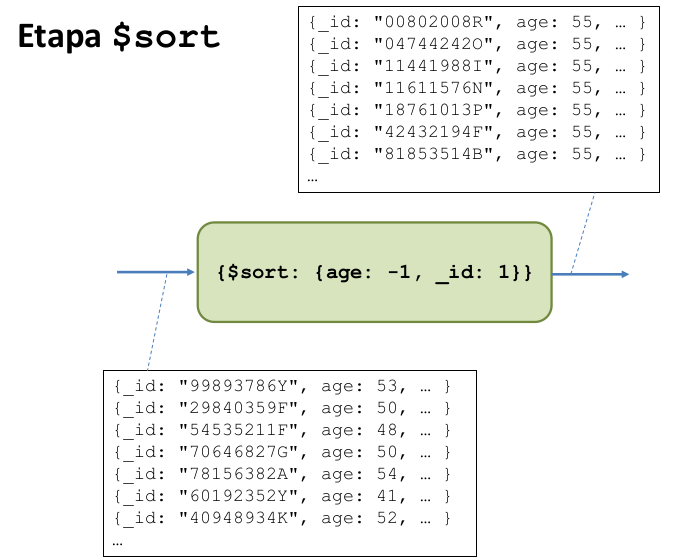 Etapa $sort
{_id: "00802008R", age: 55, … }
{_id: "04744242O", age: 55, … }
{_id: "11441988I", age: 55, … }
{_id: "11611576N", age: 55, … }
{_id: "18761013P", age: 55, … }
{_id: "42432194F", age: 55, … }
{_id: "81853514B", age: 55, … }
…
{$sort: {age: -1, _id: 1}}
{_id: "99893786Y", age: 53, … }
{_id: "29840359F", age: 50, … }
{_id: "54535211F", age: 48, … }
{_id: "70646827G", age: 50, … }
{_id: "78156382A", age: 54, … }
{_id: "60192352Y", age: 41, … }
{_id: "40948934K", age: 52, … }
…